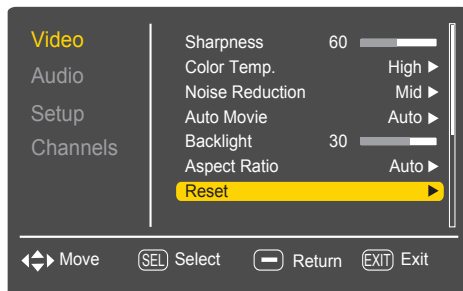 Video
Audio
Setup
Channels
Sharpness 60
Color Temp. High
Noise Reduction Mid
Auto Movie Auto
Backlight 30
Aspect Ratio Auto
Reset
Move SEL Select Return EXIT Exit